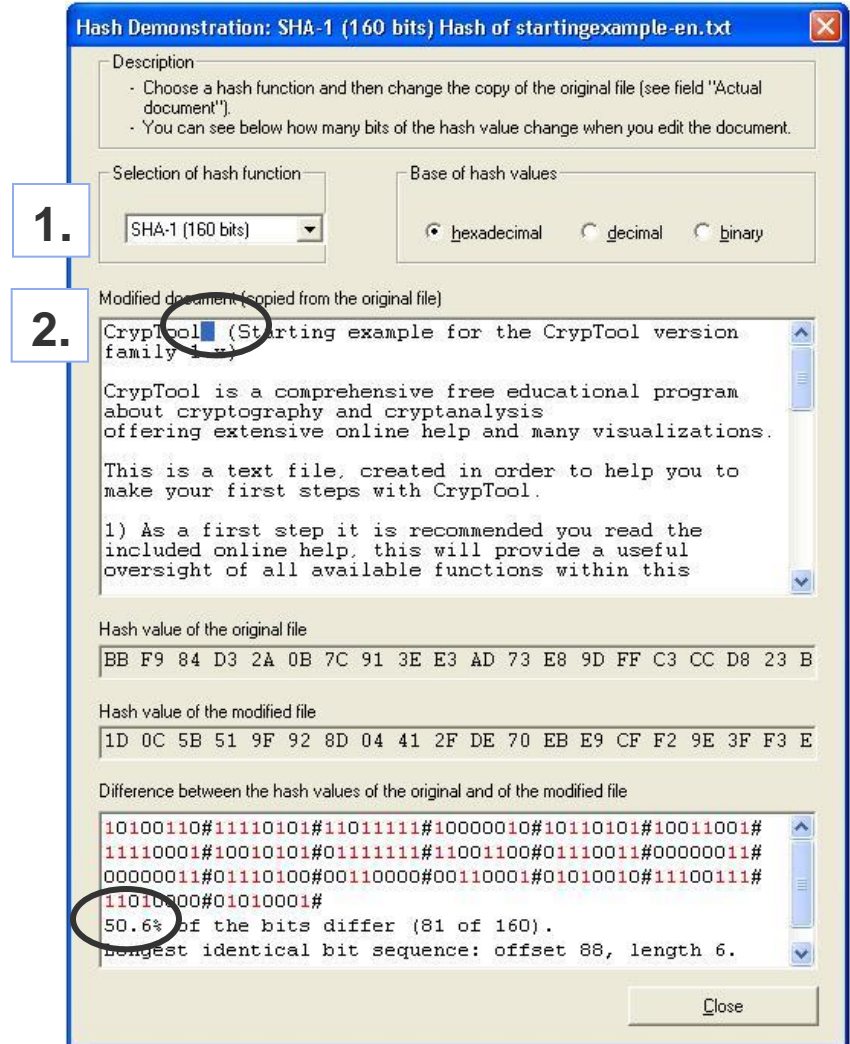 Hash Demonstration: SHA-1 (160 bits) Hash of startingexample-en.txt
Description
- Choose a hash function and then change the copy of the original file (see field "Actual
document").
- You can see below how many bits of the hash value change when you edit the document.
Selection of hash function
Base of hash values
1.
SHA-1 (160 bits)
hexadecimal
decimal
binary
2.
Modified document (copied from the original file)
CrypTool (Starting example for the CrypTool version
family 1.x)
CrypTool is a comprehensive free educational program
about cryptography and cryptanalysis
offering extensive online help and many visualizations.
This is a text file, created in order to help you to
make your first steps with CrypTool.
1) As a first step it is recommended you read the
included online help, this will provide a useful
oversight of all available functions within this
Hash value of the original file
BB F9 84 D3 2A 0B 7C 91 3E E3 AD 73 E8 9D FF C3 CC D8 23 B
Hash value of the modified file
1D 0C 5B 51 9F 92 8D 04 41 2F DE 70 EB E9 CF F2 9E 3F F3 E
Difference between the hash values of the original and of the modified file
10100110#11110101#11011111#10000010#10110101#10011001#
11110001#10010101#01111111#11001100#01110011#00000011#
00000011#01110100#00110000#00110001#01010010#11100111#
11010000#01010001#
50.6% of the bits differ (81 of 160).
Longest identical bit sequence: offset 88, length 6.
Close